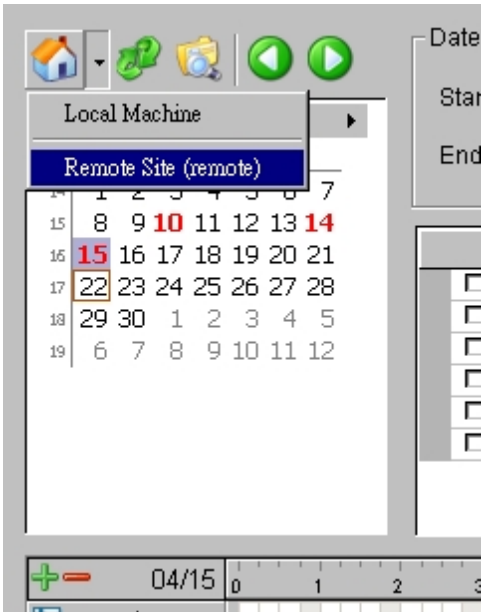 Date
Star
Local Machine
End
Remote Site (remote)
14 1 2 3 4 5 6 7
15 8 9 10 11 12 13 14
16 15 16 17 18 19 20 21
17 22 23 24 25 26 27 28
18 29 30 1 2 3 4 5
19 6 7 8 9 10 11 12
04/15 0 1 2 3